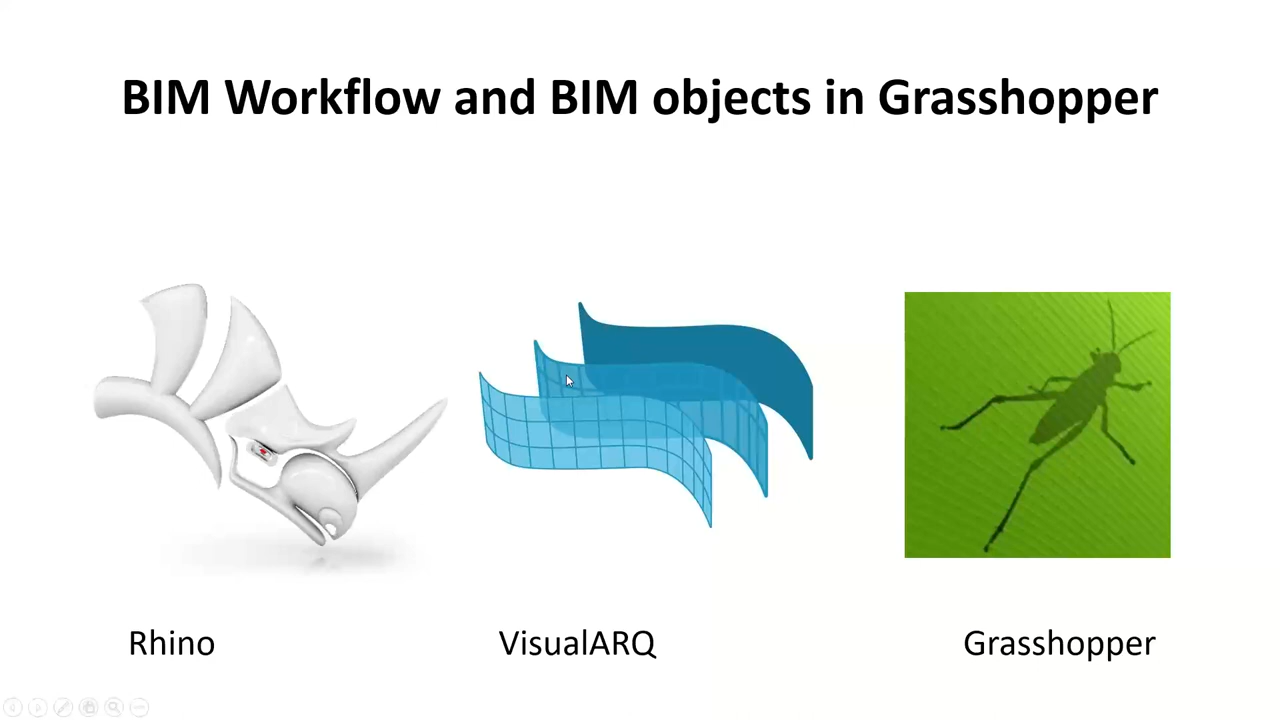 BIM Workflow and BIM objects in Grasshopper
Rhino
VisualARQ
Grasshopper